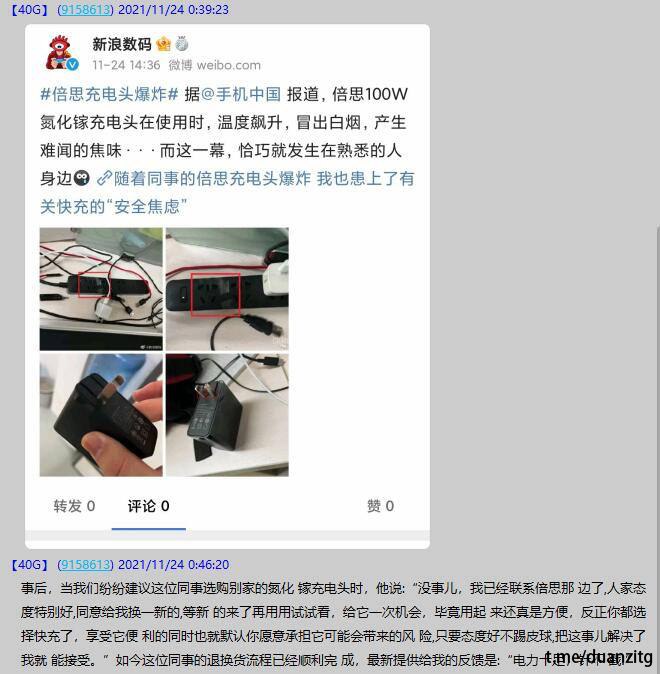 【40G】 (9158613) 2021/11/24 0:39:23
新浪数码
11-24 14:36 微博 weibo.com
#倍思充电头爆炸# 据@手机中国 报道，倍思100W
氮化镓充电头在使用时，温度飙升，冒出白烟，产生
难闻的焦味···而这一幕，恰巧就发生在熟悉的人
身边 随着同事的倍思充电头爆炸 我也患上了有
关快充的“安全焦虑”
转发 0 评论 0 赞 0
【40G】 (9158613) 2021/11/24 0:46:20
事后，当我们纷纷建议这位同事选购别家的氮化 镓充电头时，他说：“没事儿，我已经联系倍思那 边了,人家态
度特别好,同意给我换一新的,等新 的来了再用用试试看，给它一次机会，毕竟用起 来还真是方便，反正你都选
择快充了，享受它便 利的同时也就默认你愿意承担它可能会带来的风 险,只要态度好不踢皮球,把这事儿解决了
我就 能接受。”如今这位同事的退换货流程已经顺利完 成，最新提供给我的反馈是：“电力十足
t.me/duanzitg